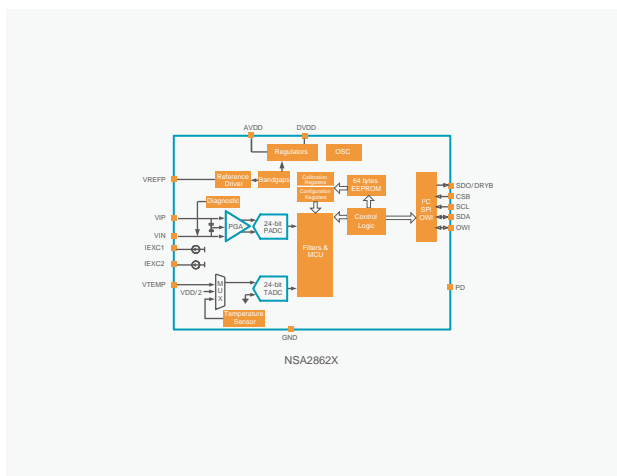 AVDD
DVDD
Regulators
OSC
VREFP
Reference
Driver
Bandgaps
Calibration
Registers
Configuration
Registers
64 bytes
EEPROM
Diagnostic
VIP
VIN
IEXC1
IEXC2
VTEMP
VDD/2
PGA
24-bit
PADC
Filters &
MCU
Control
Logic
I²C
SPI
OWI
SDO/DRYB
CSB
SCL
SDA
OWI
M
U
X
24-bit
TADC
Temperature
Sensor
PD
GND
NSA2862X